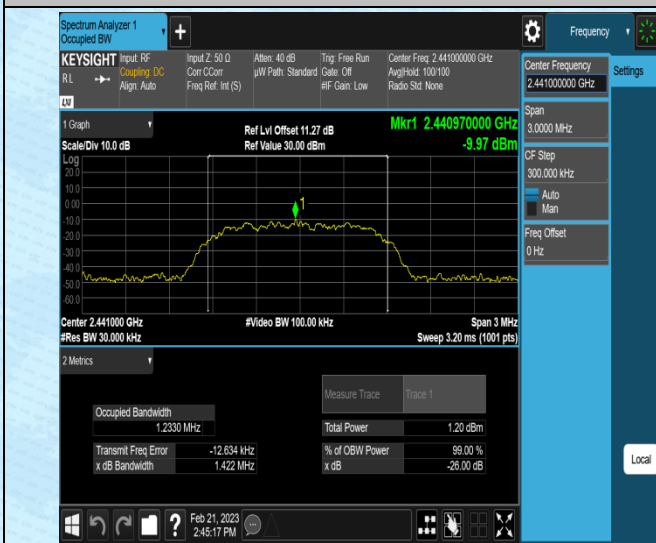 Spectrum Analyzer 1
Occupied BW
Frequency
KEYSIGHT
RL
LXI
Input: RF
Coupling: DC
Align: Auto
Input Z: 50 Ω
Corr CCorr
Freq Ref: Int (S)
Atten: 40 dB
µW Path: Standard
Trig: Free Run
Gate: Off
#IF Gain: Low
Center Freq: 2.441000000 GHz
Avg|Hold: 100/100
Radio Std: None
Center Frequency
2.441000000 GHz
Settings
Span
3.0000 MHz
CF Step
300.000 kHz
Auto
Man
Freq Offset
0 Hz
1 Graph
Scale/Div 10.0 dB
Ref Lvl Offset 11.27 dB
Ref Value 30.00 dBm
Mkr1 2.440970000 GHz
-9.97 dBm
Log
20.0
10.0
0.00
-10.0
-20.0
-30.0
-40.0
-50.0
-60.0
1
Center 2.441000 GHz
#Res BW 30.000 kHz
#Video BW 100.00 kHz
Span 3 MHz
Sweep 3.20 ms (1001 pts)
2 Metrics
Measure Trace Trace 1
Occupied Bandwidth
1.2330 MHz
Total Power 1.20 dBm
Transmit Freq Error -12.634 kHz
% of OBW Power 99.00 %
x dB Bandwidth 1.422 MHz
x dB -26.00 dB
Local
Feb 21, 2023
2:45:17 PM